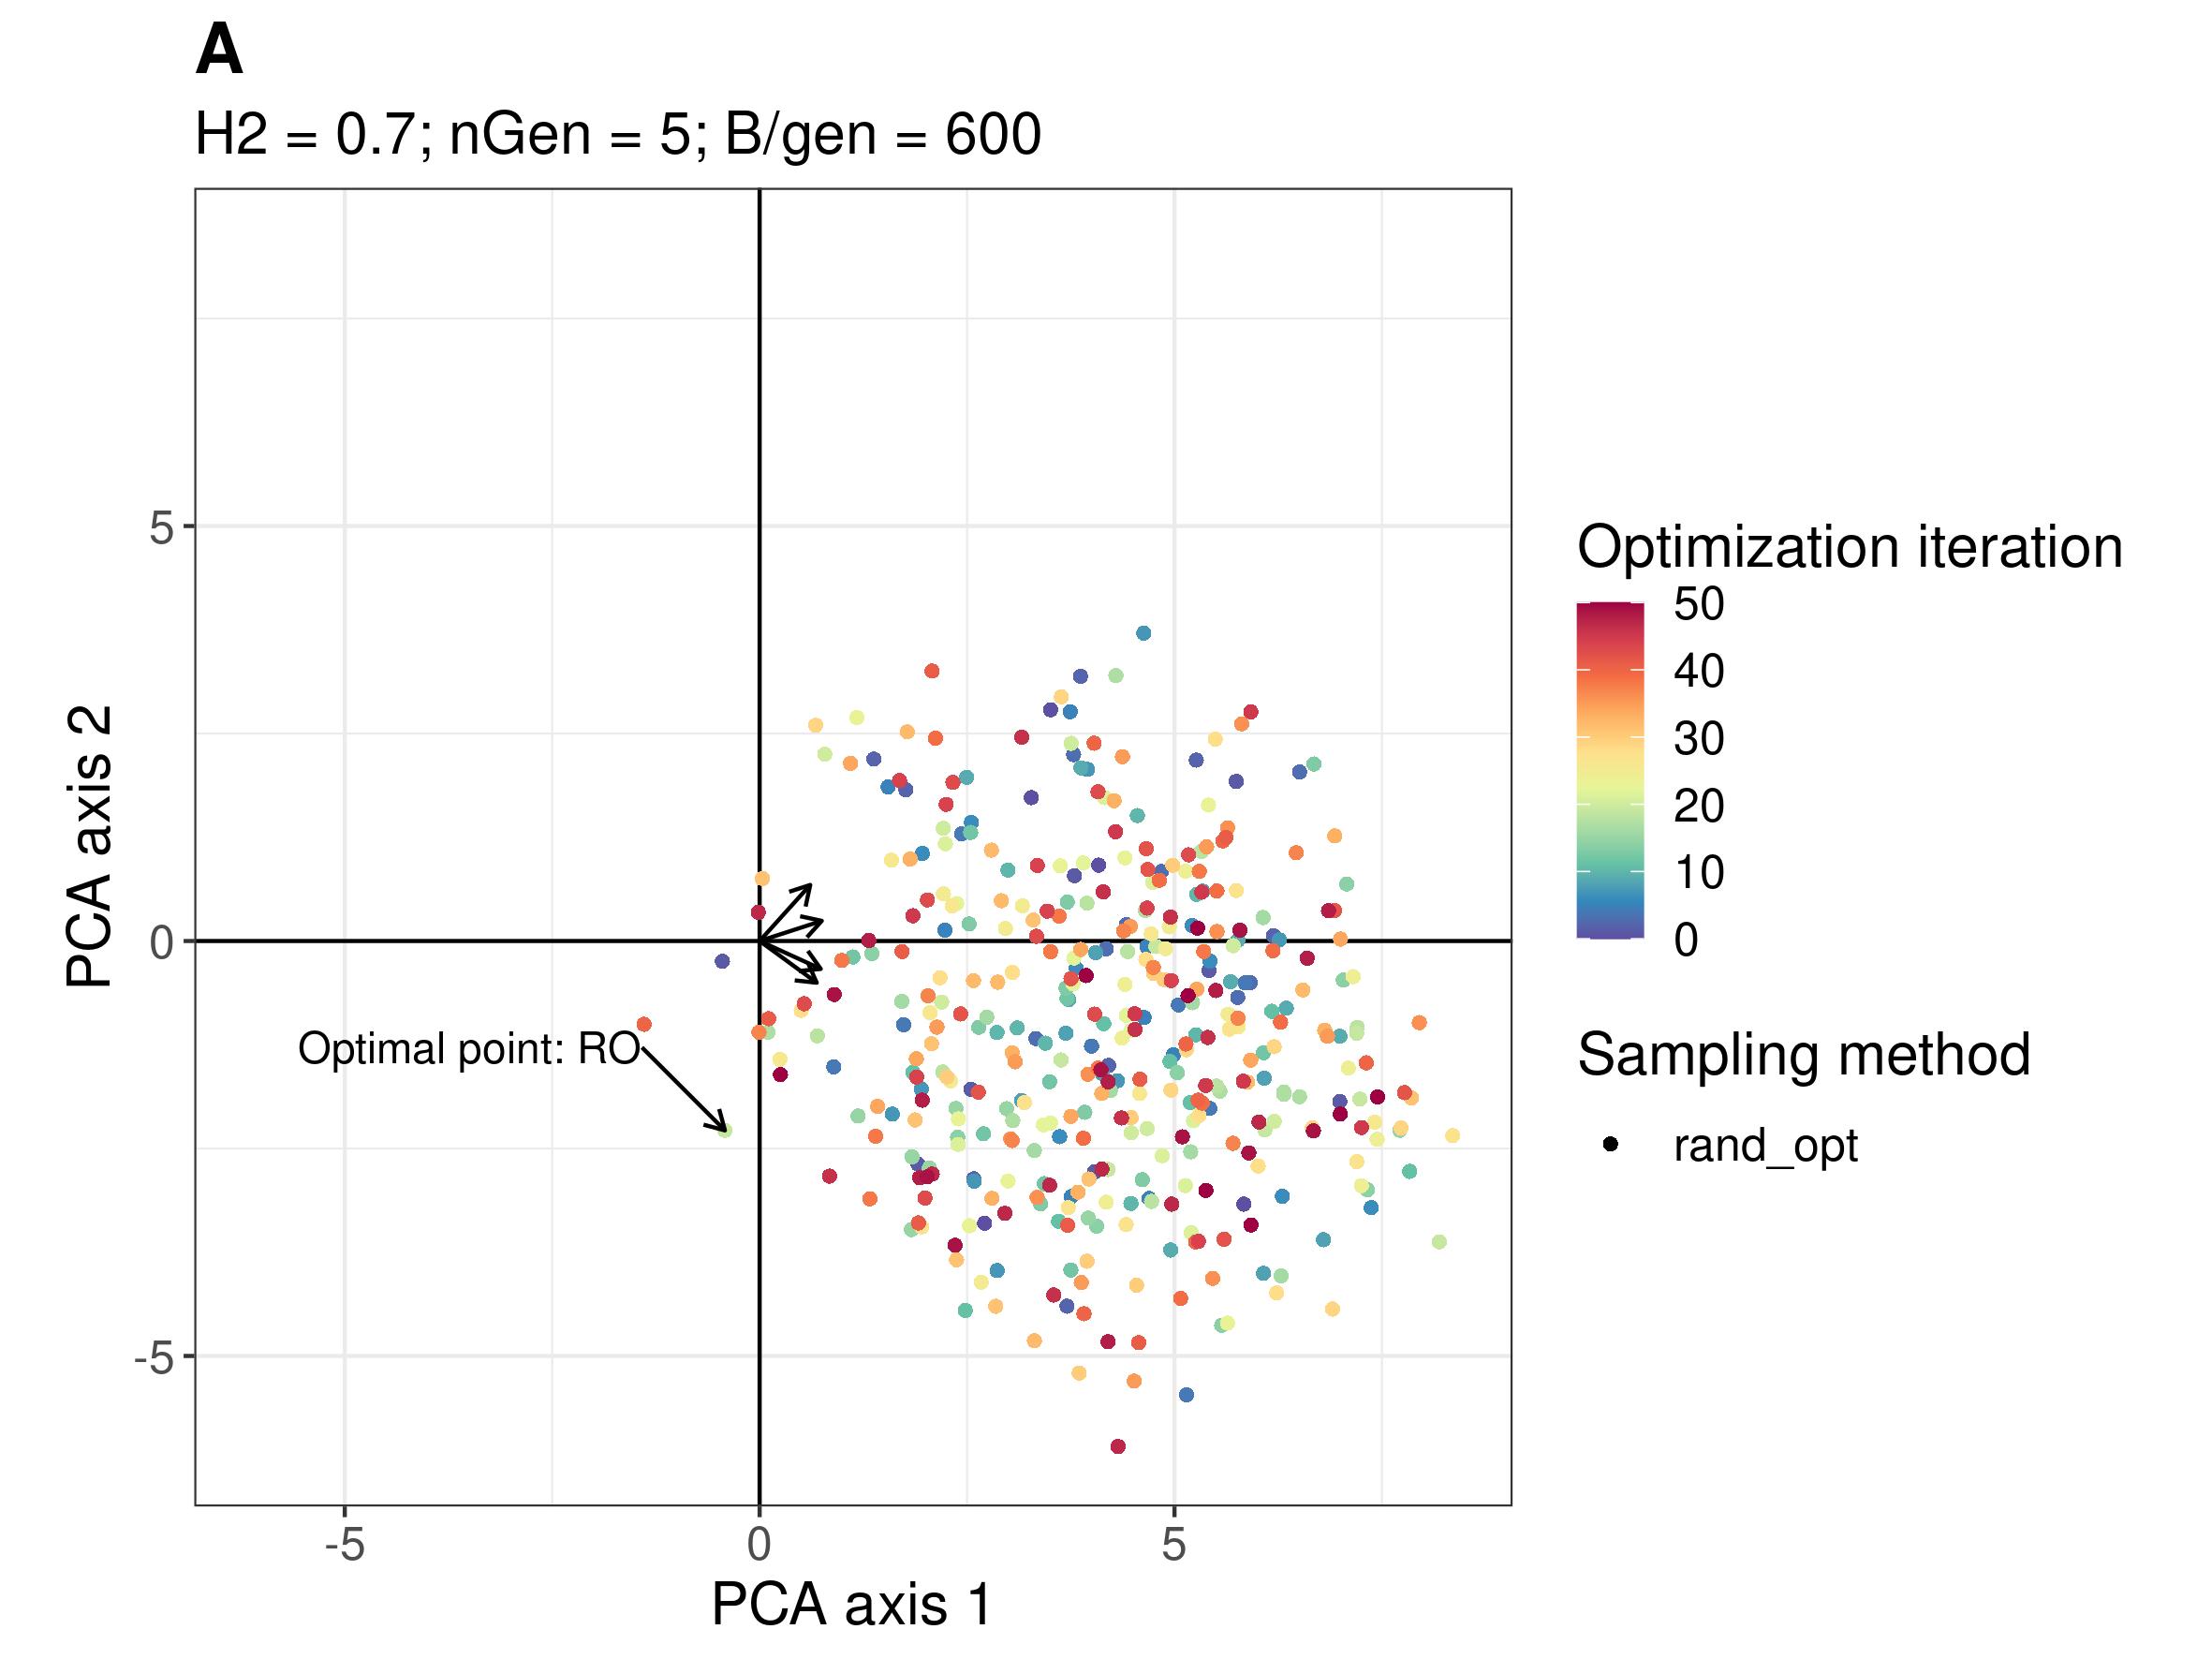 A
H2 = 0.7; nGen = 5; B/gen = 600
PCA axis 2
5
0
-5
Optimal point: RO
-5
0
5
PCA axis 1
Optimization iteration
50
40
30
20
10
0
Sampling method
rand_opt